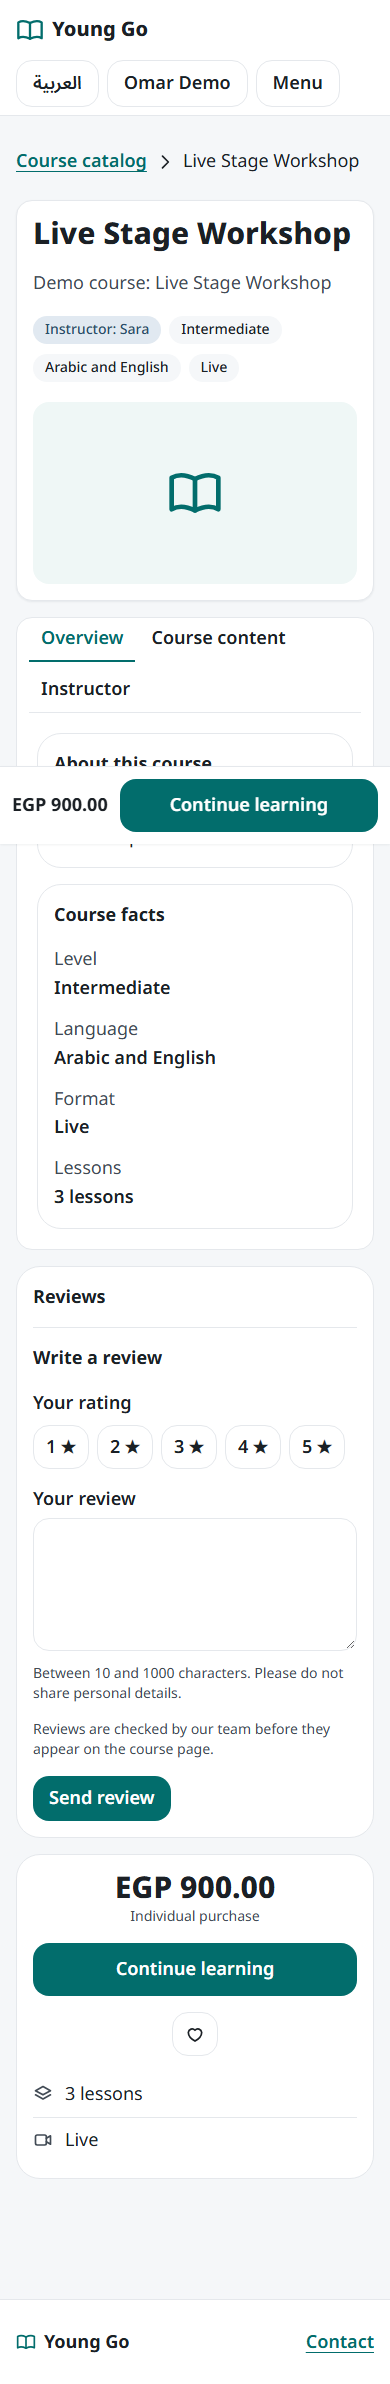 Young Go
العربية
Omar Demo
Menu
Course catalog > Live Stage Workshop
Live Stage Workshop
Demo course: Live Stage Workshop
Instructor: Sara
Intermediate
Arabic and English
Live
Overview
Course content
Instructor
About this course
EGP 900.00
Continue learning
Course facts
Level
Intermediate
Language
Arabic and English
Format
Live
Lessons
3 lessons
Reviews
Write a review
Your rating
1 ★
2 ★
3 ★
4 ★
5 ★
Your review
Between 10 and 1000 characters. Please do not
share personal details.
Reviews are checked by our team before they
appear on the course page.
Send review
EGP 900.00
Individual purchase
Continue learning
3 lessons
Live
Young Go
Contact